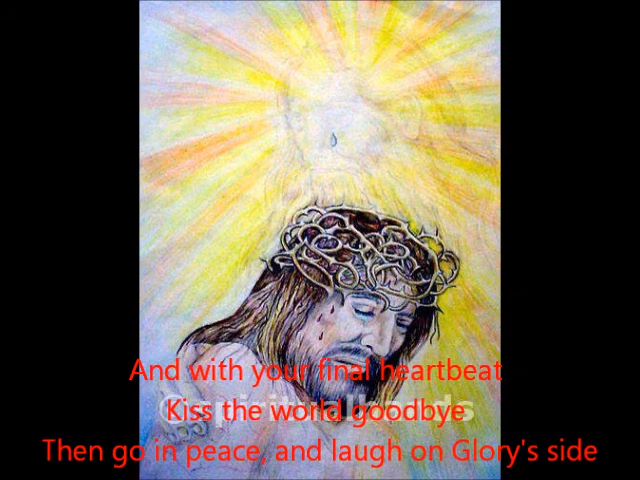 And with your final heartbeat
Kiss the world goodbye
Then go in peace, and laugh on Glory's side